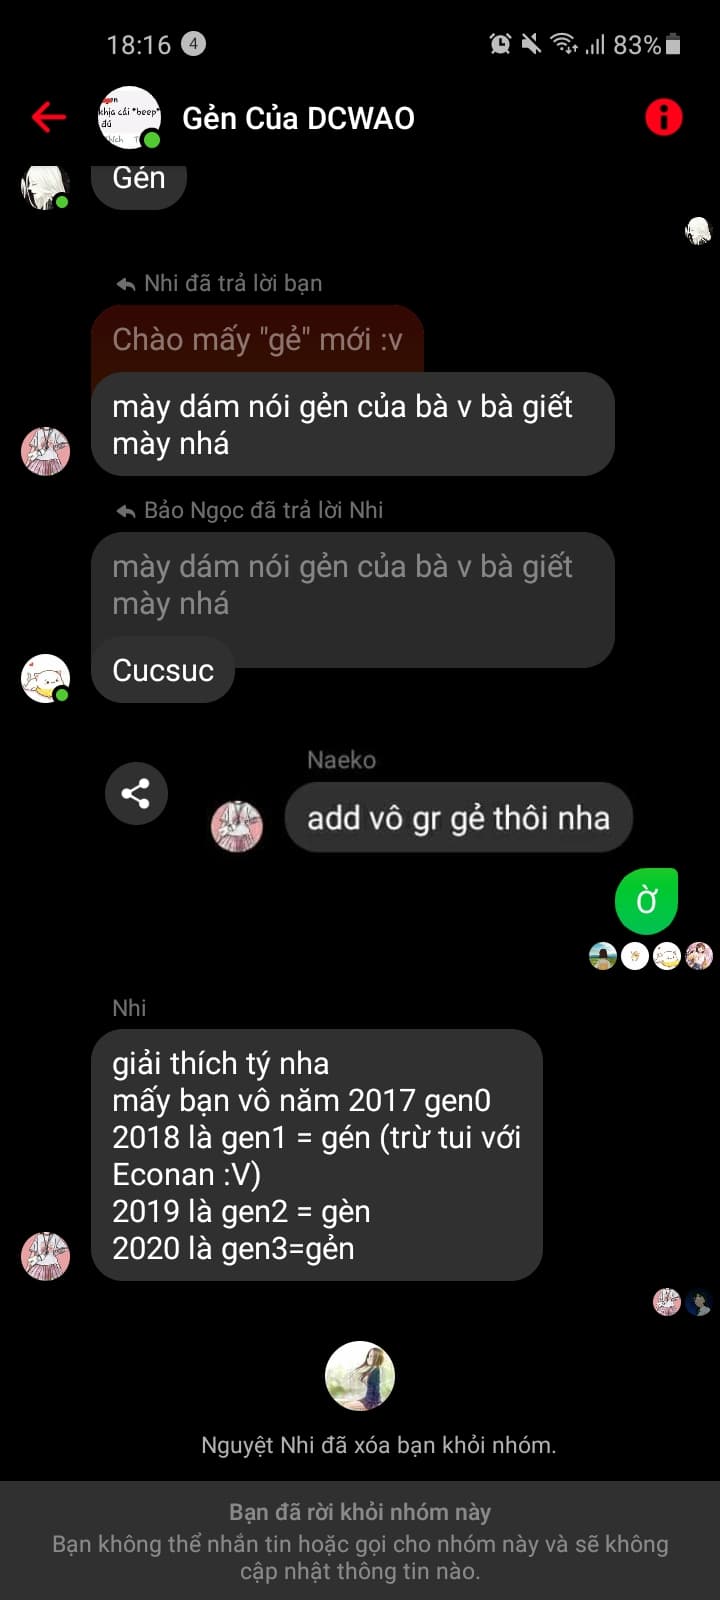 18:16 4 83%
Gẻn Của DCWAO
Gén
Nhi đã trả lời bạn
Chào mấy "gẻ" mới :v
mày dám nói gẻn của bà v bà giết
mày nhá
Bảo Ngọc đã trả lời Nhi
mày dám nói gẻn của bà v bà giết
mày nhá
Cucsuc
Naeko
add vô gr gẻ thôi nha
Ờ
Nhi
giải thích tý nha
mấy bạn vô năm 2017 gen0
2018 là gen1 = gén (trừ tui với
Econan :V)
2019 là gen2 = gèn
2020 là gen3=gẻn
Nguyệt Nhi đã xóa bạn khỏi nhóm.
Bạn đã rời khỏi nhóm này
Bạn không thể nhắn tin hoặc gọi cho nhóm này và sẽ không
cập nhật thông tin nào.